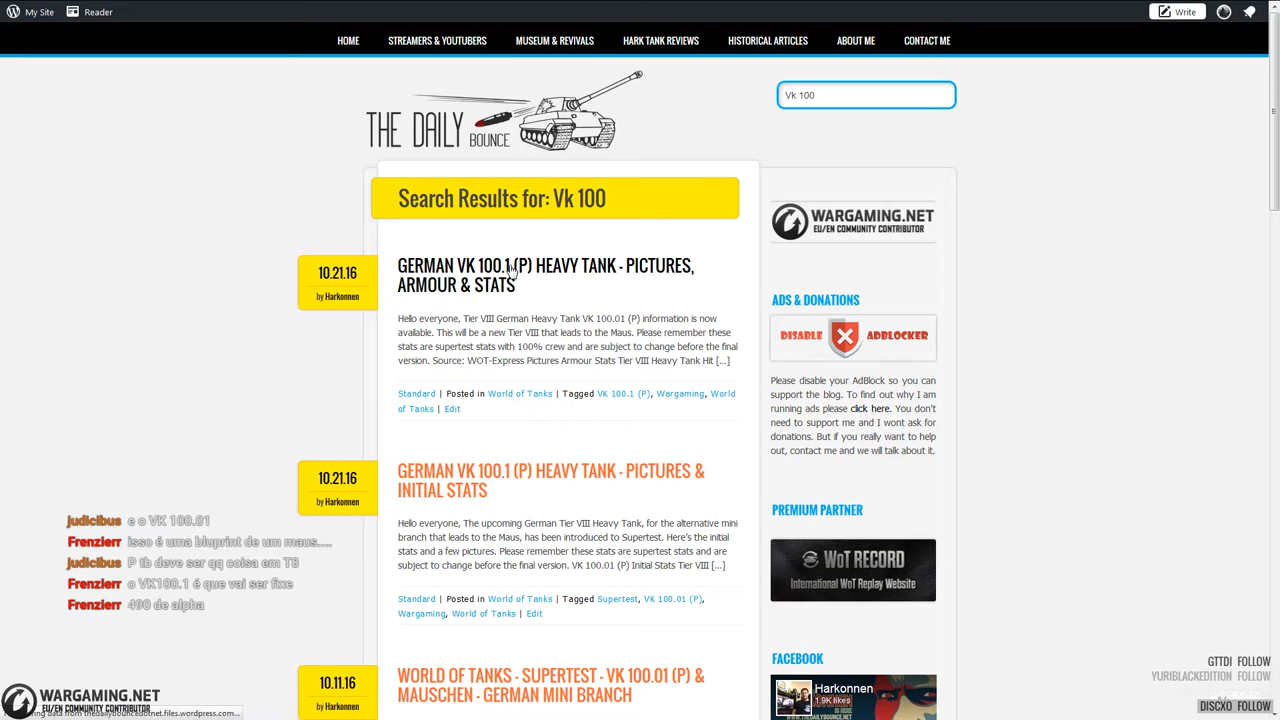 My Site
Reader
Write
HOME
STREAMERS & YOUTUBERS
MUSEUM & REVIVALS
HARK TANK REVIEWS
HISTORICAL ARTICLES
ABOUT ME
CONTACT ME
THE DAILY BOUNCE
Vk 100
Search Results for: Vk 100
10.21.16
by Harkonnen
GERMAN VK 100.1 (P) HEAVY TANK - PICTURES,
ARMOUR & STATS
Hello everyone, Tier VIII German Heavy Tank VK 100.01 (P) information is now
available. This will be a new Tier VIII that leads to the Maus. Please remember these
stats are supertest stats with 100% crew and are subject to change before the final
version. Source: WOT-Express Pictures Armour Stats Tier VIII Heavy Tank Hit [...]
Standard | Posted in World of Tanks | Tagged VK 100.1 (P), Wargaming, World
of Tanks | Edit
10.21.16
by Harkonnen
GERMAN VK 100.1 (P) HEAVY TANK - PICTURES &
INITIAL STATS
Hello everyone, The upcoming German Tier VIII Heavy Tank, for the alternative mini
branch that leads to the Maus, has been introduced to Supertest. Here's the initial
stats and a few pictures. Please remember these stats are supertest stats and are
subject to change before the final version. VK 100.01 (P) Initial Stats Tier VIII [...]
Standard | Posted in World of Tanks | Tagged Supertest, VK 100.01 (P),
Wargaming, World of Tanks | Edit
10.11.16
by Harkonnen
WORLD OF TANKS - SUPERTEST - VK 100.01 (P) &
MAUSCHEN - GERMAN MINI BRANCH
WARGAMING.NET
EU/EN COMMUNITY CONTRIBUTOR
ADS & DONATIONS
DISABLE ADBLOCKER
Please disable your AdBlock so you can
support the blog. To find out why I am
running ads please click here. You don't
need to support me and I wont ask for
donations. But if you really want to help
out, contact me and we will talk about it.
PREMIUM PARTNER
WoT RECORD
International WoT Replay Website
FACEBOOK
Harkonnen
1.9K likes
judicibus e o VK 100.01
Frenzlerr isso é uma bluprint de um maus....
judicibus P tb deve ser qq coisa em T8
Frenzlerr o VK100.1 é que vai ser fixe
Frenzlerr 490 de alpha
WARGAMING.NET
COMMUNITY CONTRIBUTOR
data from thedailybouncedotnet.files.wordpress.com...
GTTDI FOLLOW
YURIBLACKEDITION FOLLOW
DISCXO FOLLOW